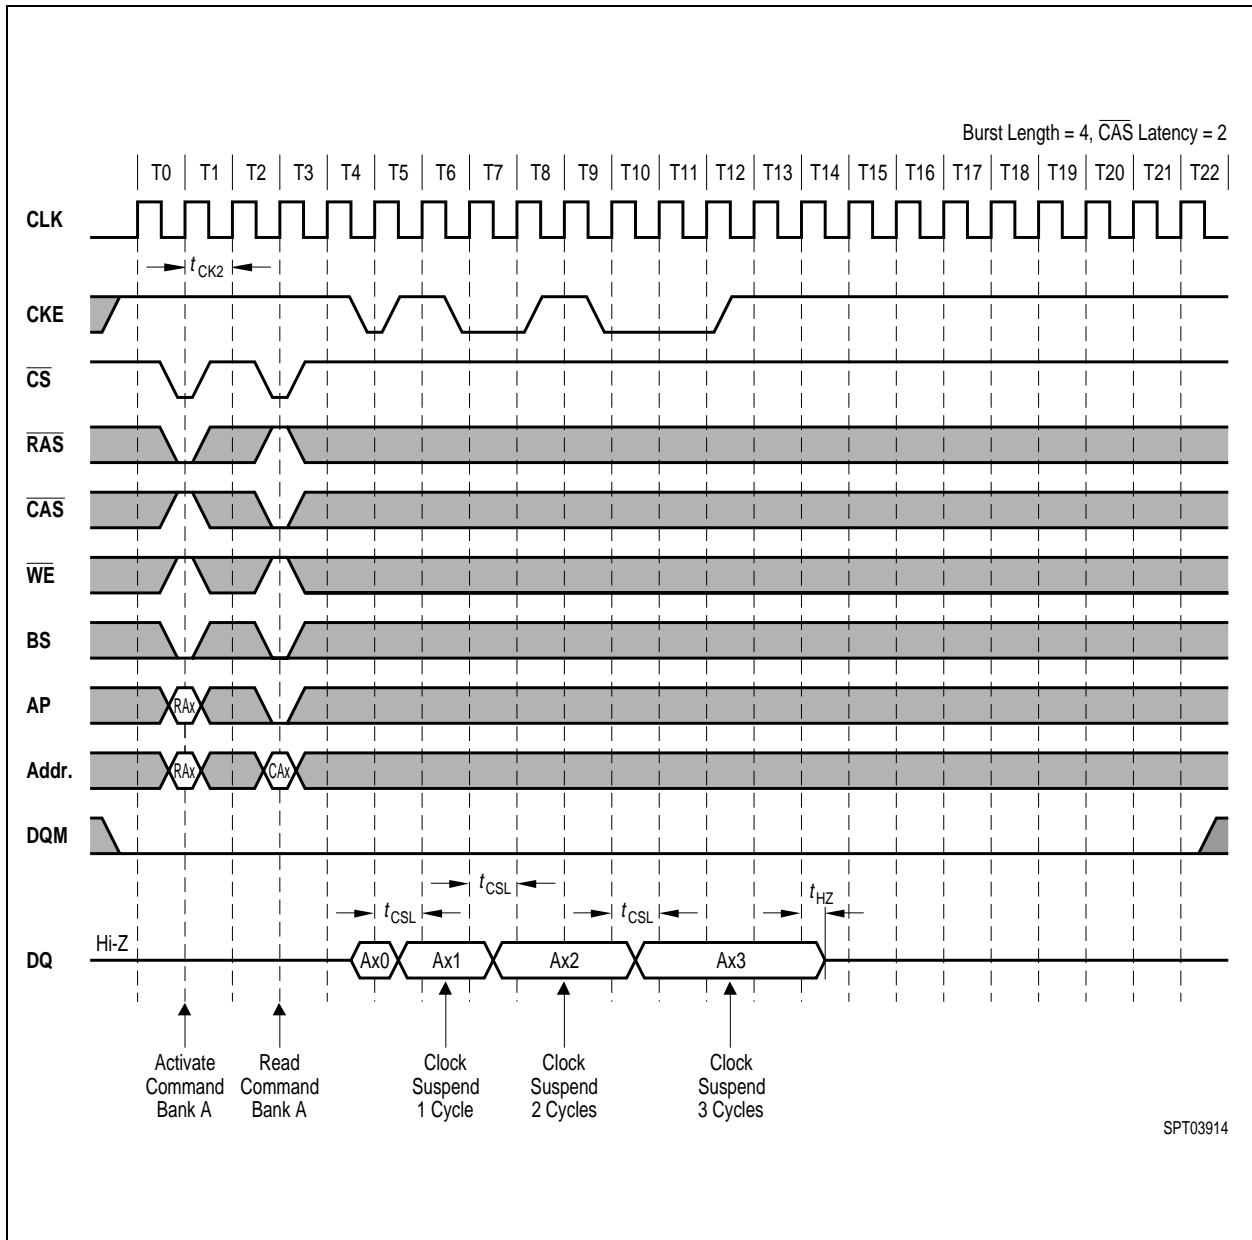 Burst Length = 4, CAS Latency = 2
T0 T1 T2 T3 T4 T5 T6 T7 T8 T9 T10 T11 T12 T13 T14 T15 T16 T17 T18 T19 T20 T21 T22
CLK
tCK2
CKE
CS
RAS
CAS
WE
BS
AP RAx
Addr. RAx CAx
DQM
tCSL tCSL tCSL tHZ
Hi-Z
DQ Ax0 Ax1 Ax2 Ax3
Activate
Command
Bank A
Read
Command
Bank A
Clock
Suspend
1 Cycle
Clock
Suspend
2 Cycles
Clock
Suspend
3 Cycles
SPT03914